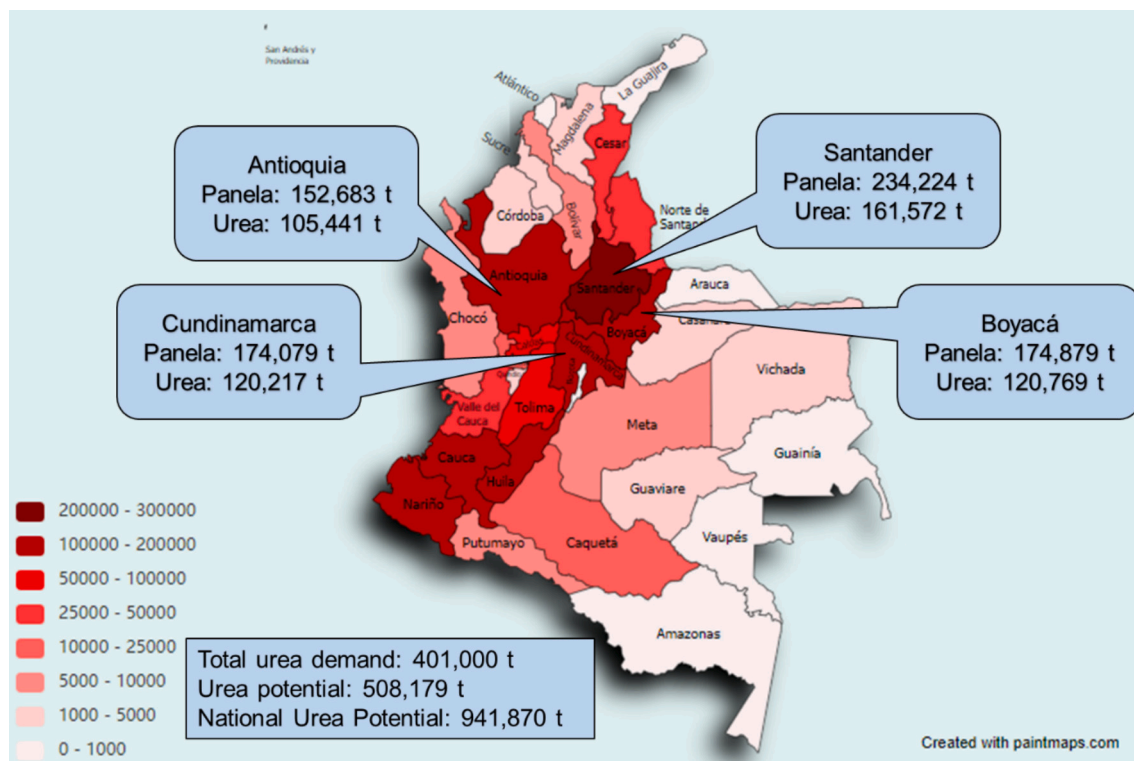 San Andrés y
Providencia
Atlántico
La Guajira
Magdalena
Sucre
Cesar
Antioquia
Panela: 152,683 t
Urea: 105,441 t
Santander
Panela: 234,224 t
Urea: 161,572 t
Córdoba
Bolívar
Norte de
Santand
Antioquia
Santander
Arauca
Chocó
Boyacá
Casanare
Cundinamarca
Panela: 174,079 t
Urea: 120,217 t
Boyacá
Panela: 174,879 t
Urea: 120,769 t
Cundinamarca
Vichada
Valle del
Cauca
Tolima
Meta
Guainía
Cauca
Huila
Guaviare
Nariño
Vaupés
Putumayo
Caquetá
Amazonas
200000 - 300000
100000 - 200000
50000 - 100000
25000 - 50000
10000 - 25000
5000 - 10000
1000 - 5000
0 - 1000
Total urea demand: 401,000 t
Urea potential: 508,179 t
National Urea Potential: 941,870 t
Created with paintmaps.com